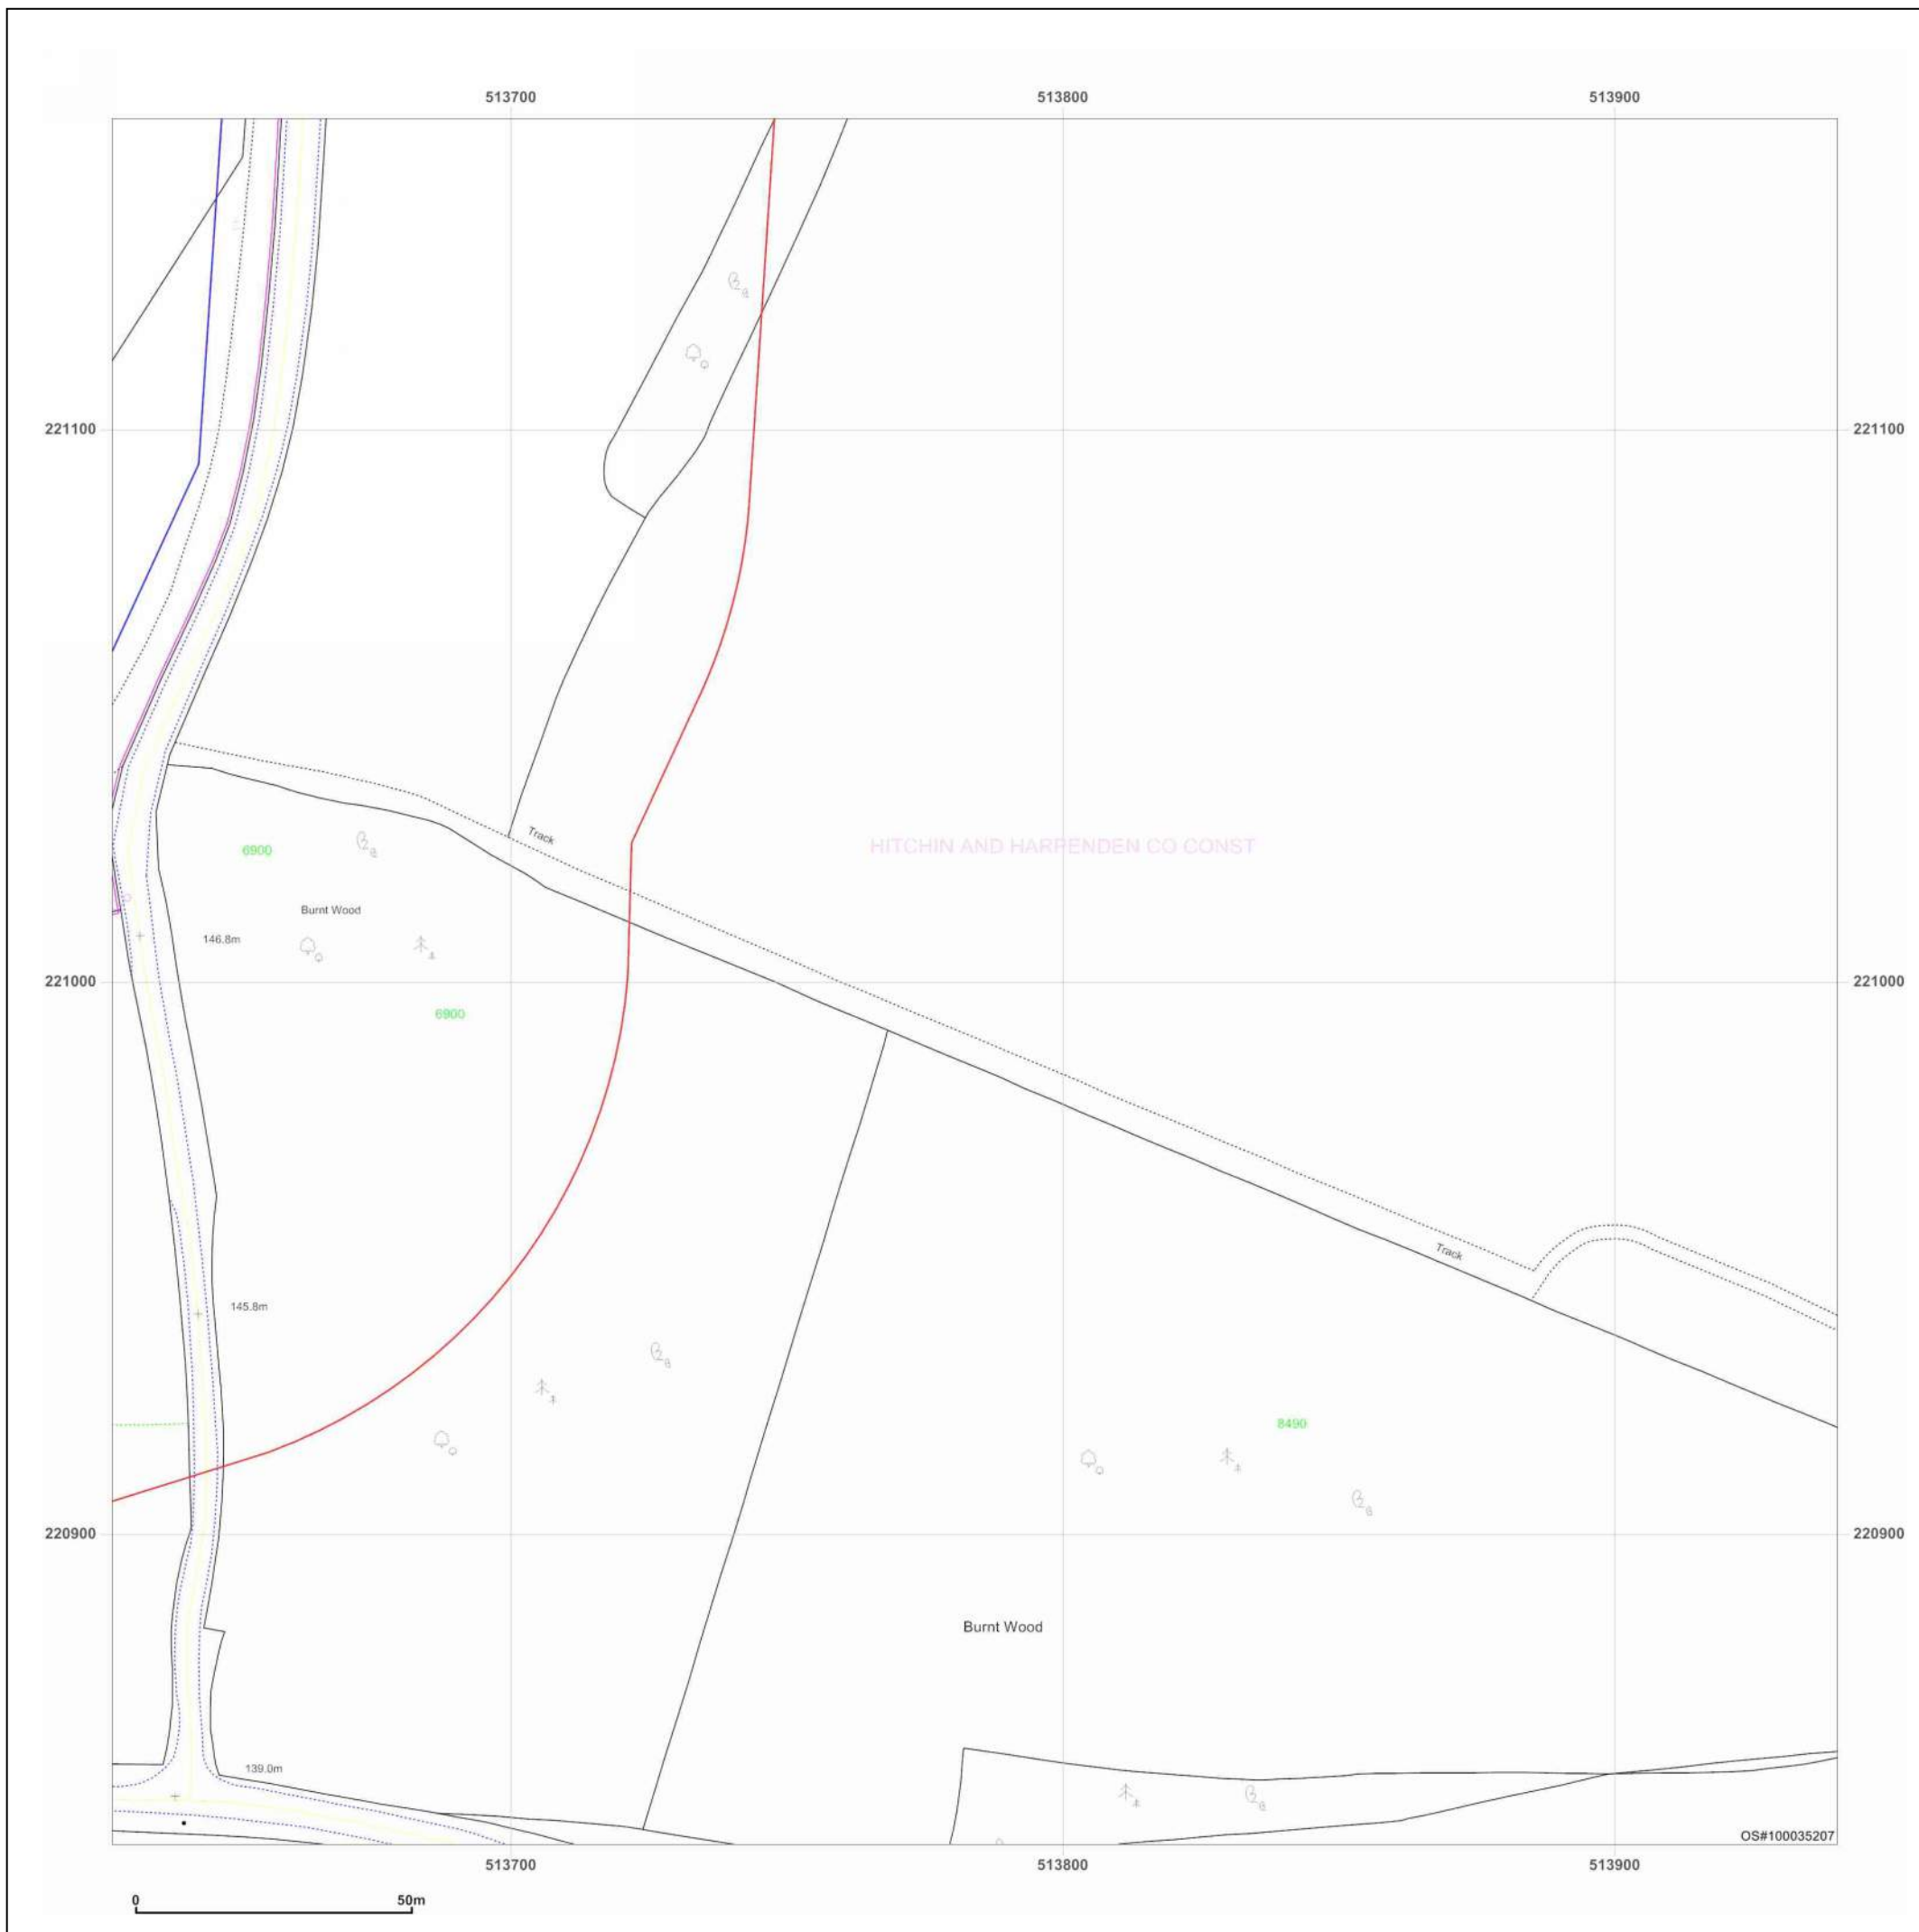 513700 513800 513900
221100 221100
Track
HITCHIN AND HARPENDEN CO CONST
6900
Burnt Wood
146.8m
221000 221000
6900
Track
145.8m
8490
220900 220900
Burnt Wood
139.0m
OS#100035207
513700 513800 513900
0 50m